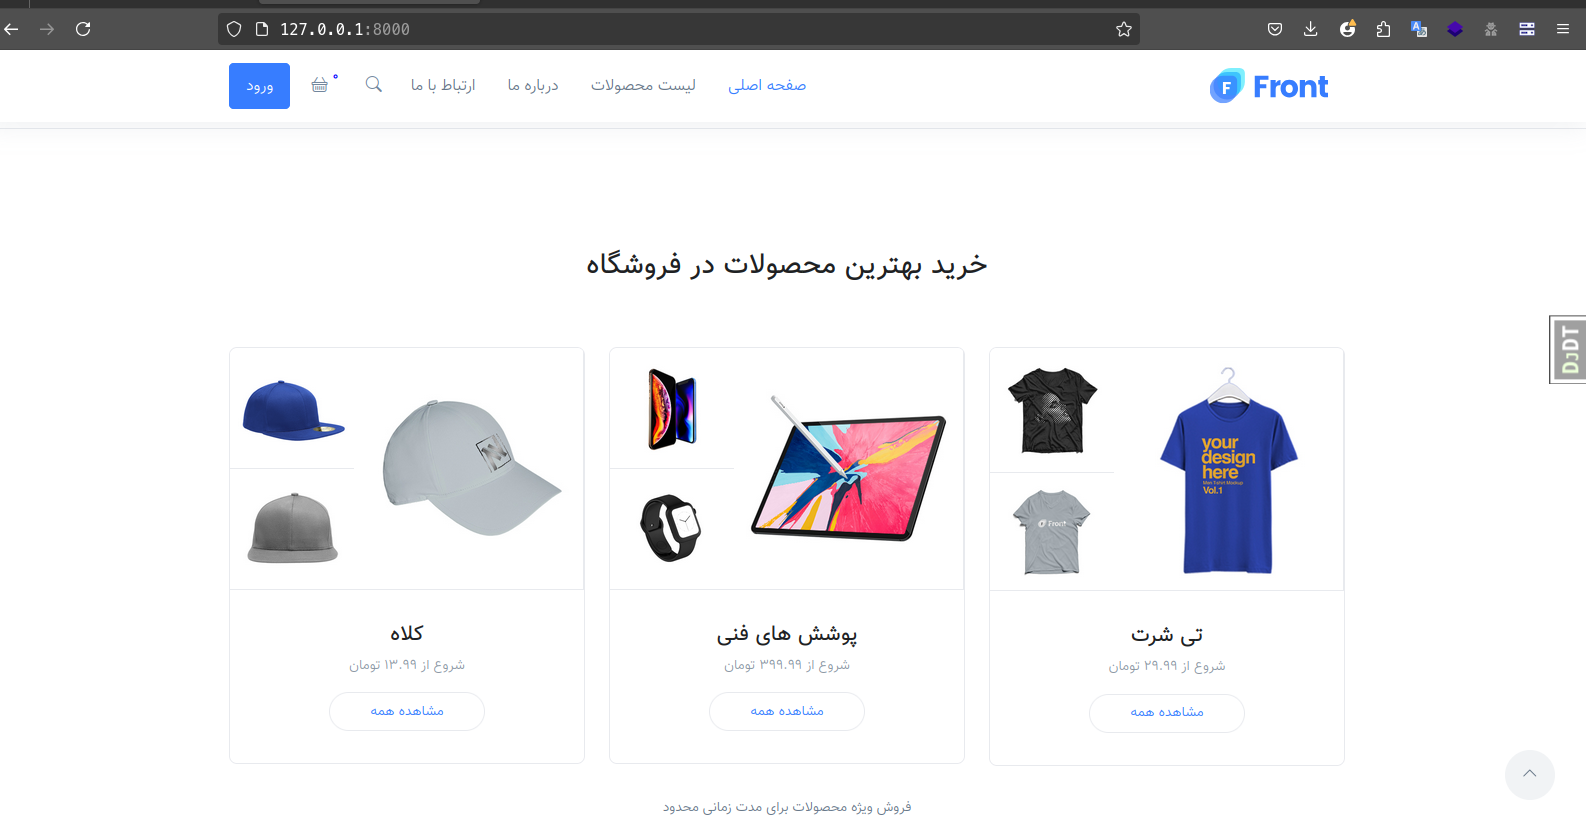 127.0.0.1:8000
Front
صفحه اصلی
لیست محصولات
درباره ما
ارتباط با ما
۰
ورود
خرید بهترین محصولات در فروشگاه
DjDT
your
design
here
Vol.1
Front
تی شرت
شروع از ۲۹.۹۹ تومان
مشاهده همه
پوشش های فنی
شروع از ۳۹۹.۹۹ تومان
مشاهده همه
کلاه
شروع از ۱۳.۹۹ تومان
مشاهده همه
فروش ویژه محصولات برای مدت زمانی محدود